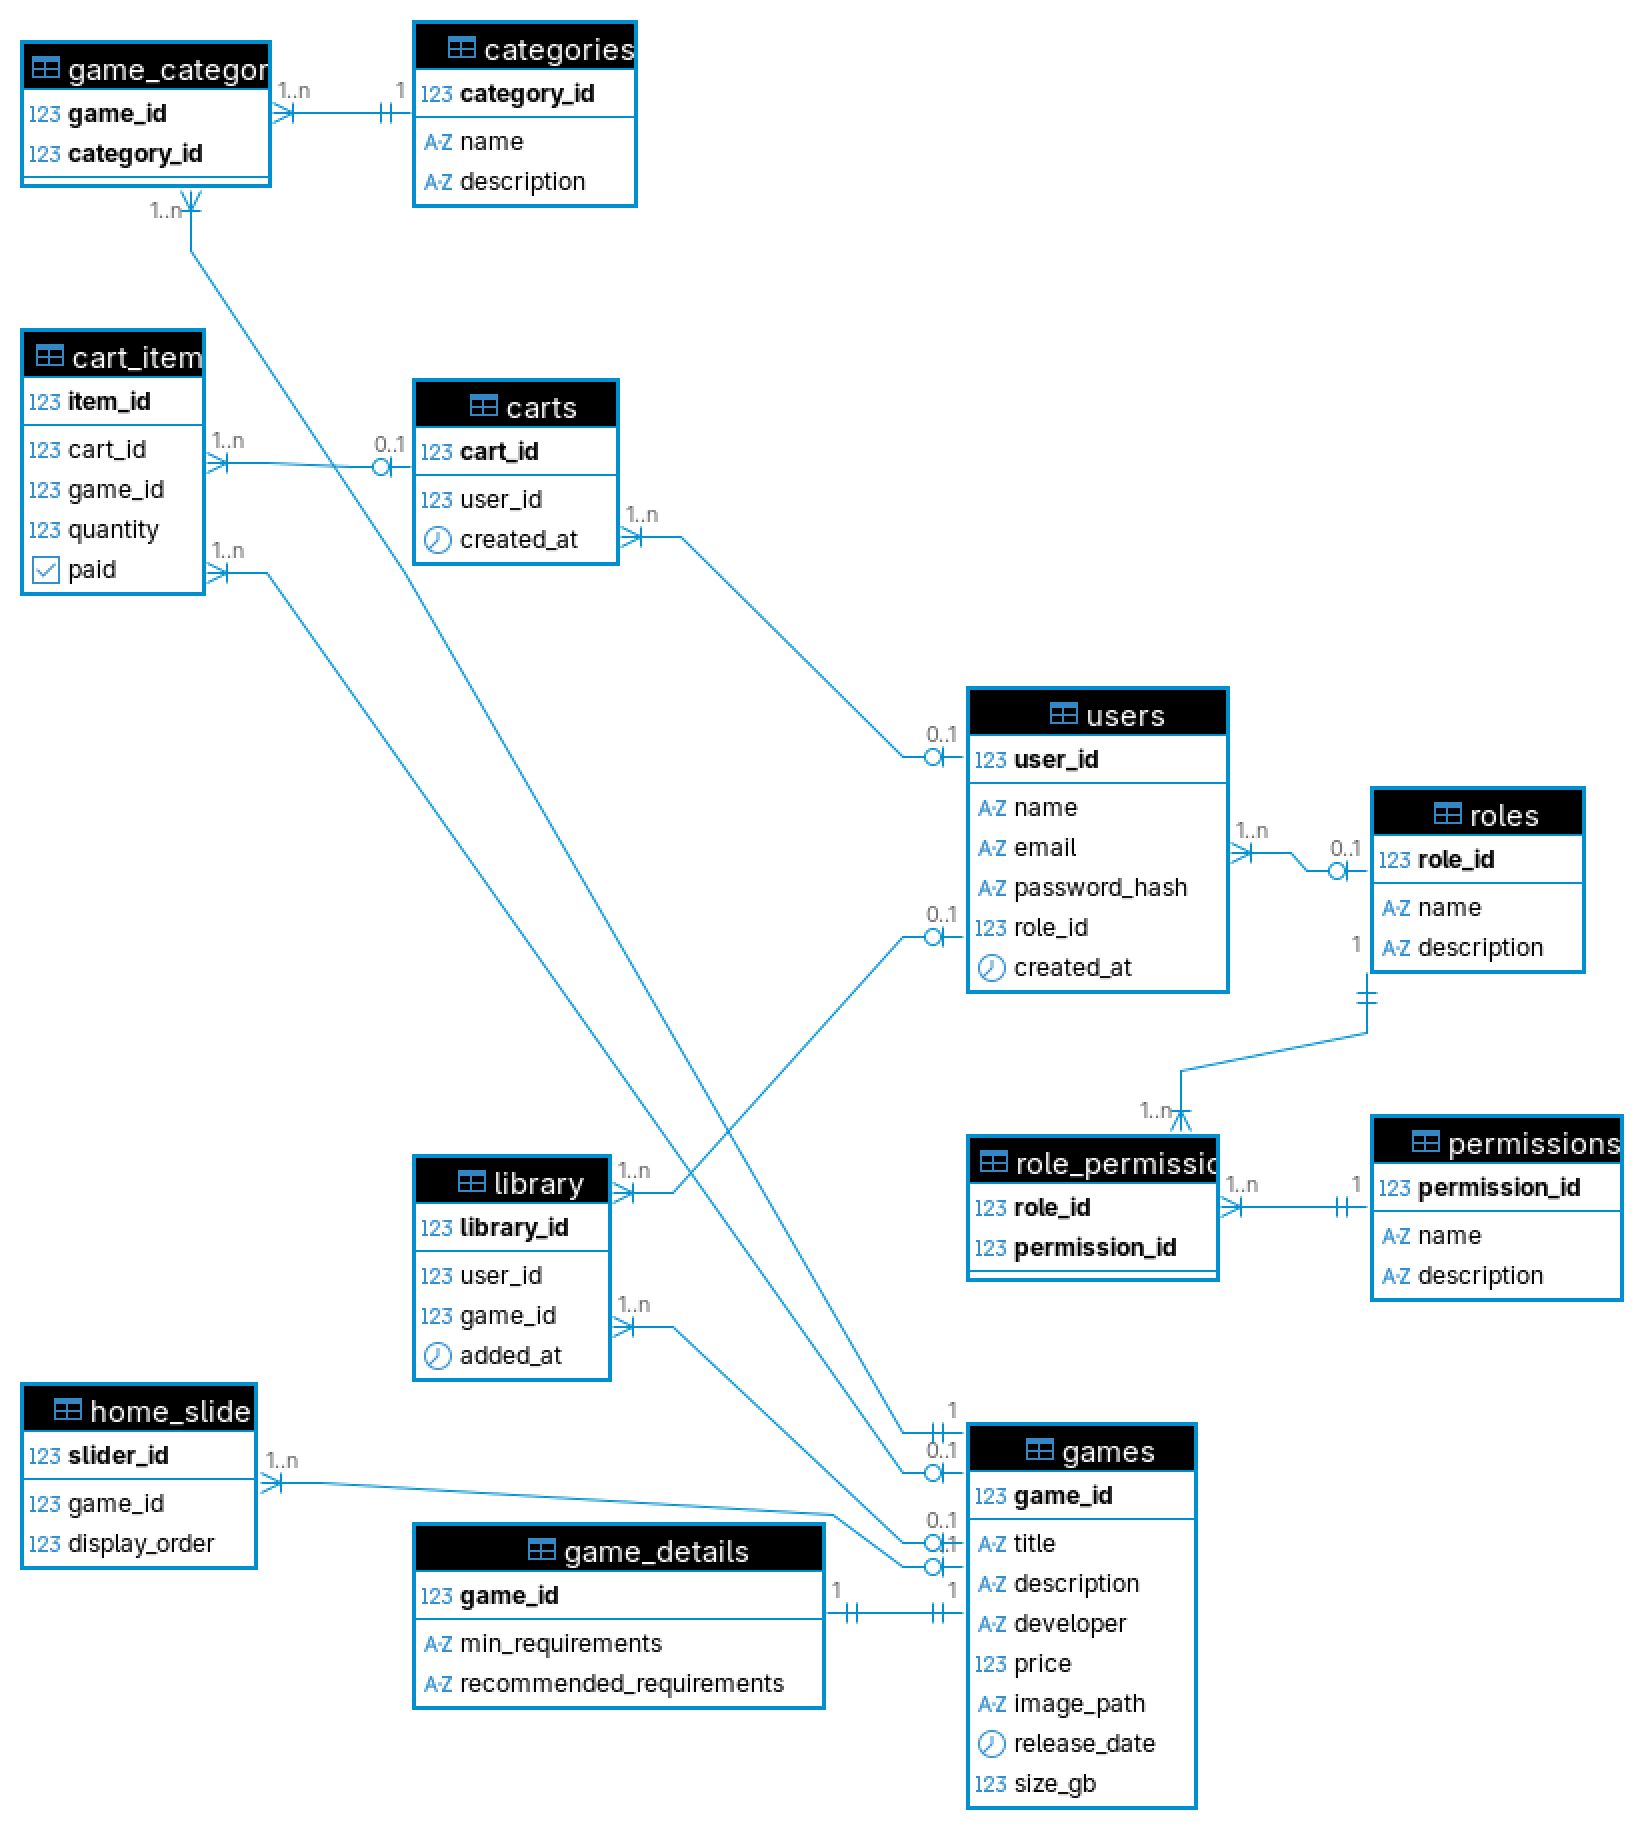 game_categor
123 game_id
123 category_id
1..n
1
categories
123 category_id
A-Z name
A-Z description
1..n
cart_item
123 item_id
123 cart_id
123 game_id
123 quantity
paid
1..n
0..1
1..n
carts
123 cart_id
123 user_id
created_at
1..n
0..1
users
123 user_id
A-Z name
A-Z email
A-Z password_hash
123 role_id
created_at
0..1
1..n
0..1
roles
123 role_id
A-Z name
A-Z description
1
1..n
role_permissic
123 role_id
123 permission_id
1..n
1
permissions
123 permission_id
A-Z name
A-Z description
library
123 library_id
123 user_id
123 game_id
added_at
1..n
1..n
home_slide
123 slider_id
123 game_id
123 display_order
1..n
game_details
123 game_id
A-Z min_requirements
A-Z recommended_requirements
1
1
0..1
0..1
1
games
123 game_id
A-Z title
A-Z description
A-Z developer
123 price
A-Z image_path
release_date
123 size_gb